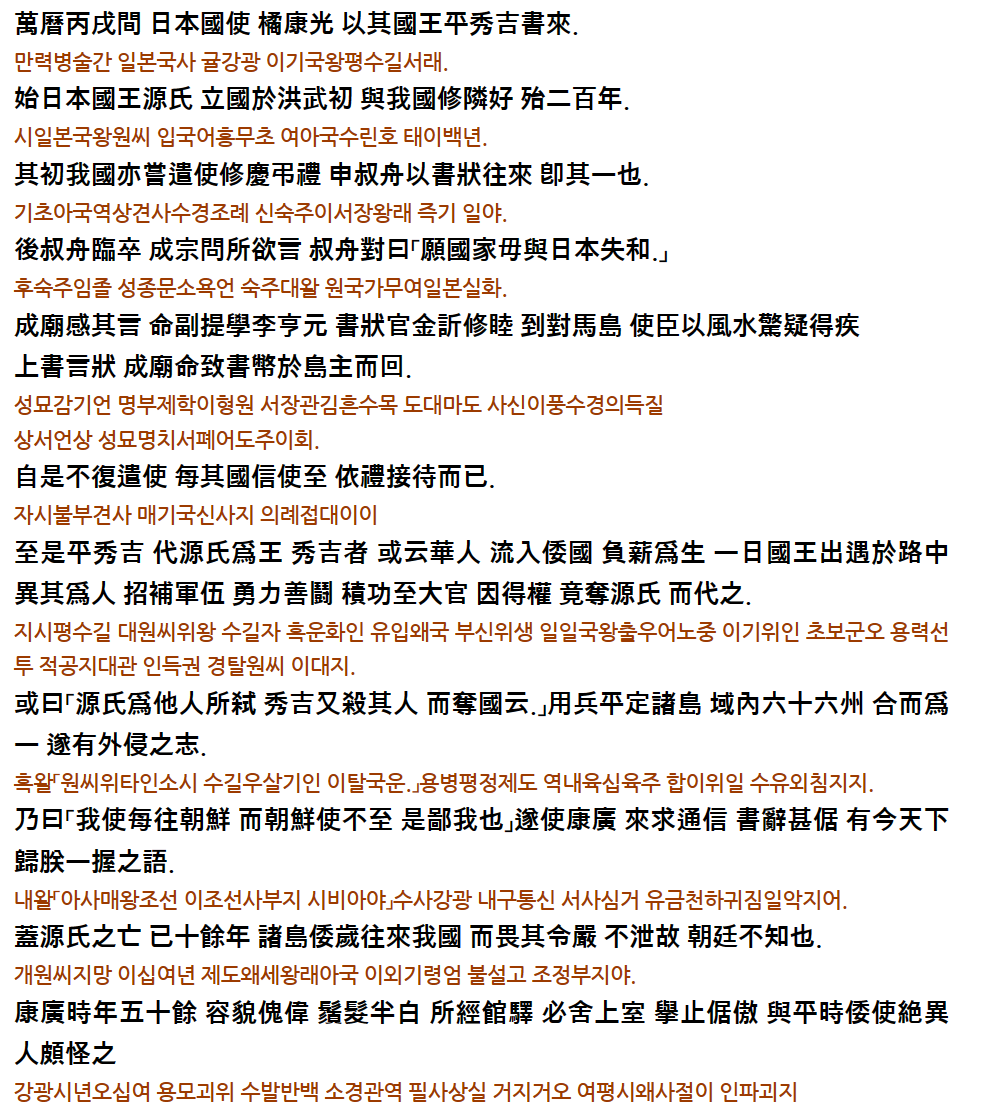 萬曆丙戌間 日本國使 橘康光 以其國王平秀吉書來.
만력병술간 일본국사 귤강광 이기국왕평수길서래.
始日本國王源氏 立國於洪武初 與我國修隣好 殆二百年.
시일본국왕원씨 입국어홍무초 여아국수린호 태이백년.
其初我國亦嘗遣使修慶弔禮 申叔舟以書狀往來 卽其一也.
기초아국역상견사수경조례 신숙주이서장왕래 즉기 일야.
後叔舟臨卒 成宗問所欲言 叔舟對曰「願國家毋與日本失和.」
후숙주임졸 성종문소욕언 숙주대왈 원국가무여일본실화.
成廟感其言 命副提學李亨元 書狀官金訢修睦 到對馬島 使臣以風水驚疑得疾
上書言狀 成廟命致書幣於島主而回.
성묘감기언 명부제학이형원 서장관김흔수목 도대마도 사신이풍수경의득질
상서언상 성묘명치서폐어도주이회.
自是不復遣使 每其國信使至 依禮接待而已.
자시불부견사 매기국신사지 의례접대이이
至是平秀吉 代源氏爲王 秀吉者 或云華人 流入倭國 負薪爲生 一日國王出遇於路中
異其爲人 招補軍伍 勇力善鬪 積功至大官 因得權 竟奪源氏 而代之.
지시평수길 대원씨위왕 수길자 혹운화인 유입왜국 부신위생 일일국왕출우어노중 이기위인 초보군오 용력선
투 적공지대관 인득권 경탈원씨 이대지.
或曰「源氏爲他人所弑 秀吉又殺其人 而奪國云.」用兵平定諸島 域內六十六州 合而爲
一 遂有外侵之志.
혹왈「원씨위타인소시 수길우살기인 이탈국운.」용병평정제도 역내육십육주 합이위일 수유외침지지.
乃曰「我使每往朝鮮 而朝鮮使不至 是鄙我也」遂使康廣 來求通信 書辭甚倨 有今天下
歸朕一握之語.
내왈「아사매왕조선 이조선사부지 시비아야」수사강광 내구통신 서사심거 유금천하귀짐일악지어.
蓋源氏之亡 已十餘年 諸島倭歲往來我國 而畏其令嚴 不泄故 朝廷不知也.
개원씨지망 이십여년 제도왜세왕래아국 이외기령엄 불설고 조정부지야.
康廣時年五十餘 容貌傀偉 鬚髮半白 所經館驛 必舍上室 擧止倨傲 與平時倭使絶異
人頗怪之
강광시년오십여 용모괴위 수발반백 소경관역 필사상실 거지거오 여평시왜사절이 인파괴지